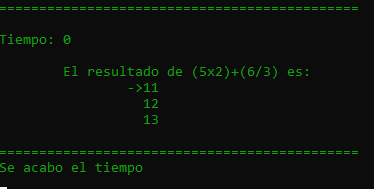 Tiempo: 0
El resultado de (5x2)+(6/3) es:
->11
12
13
Se acabo el tiempo